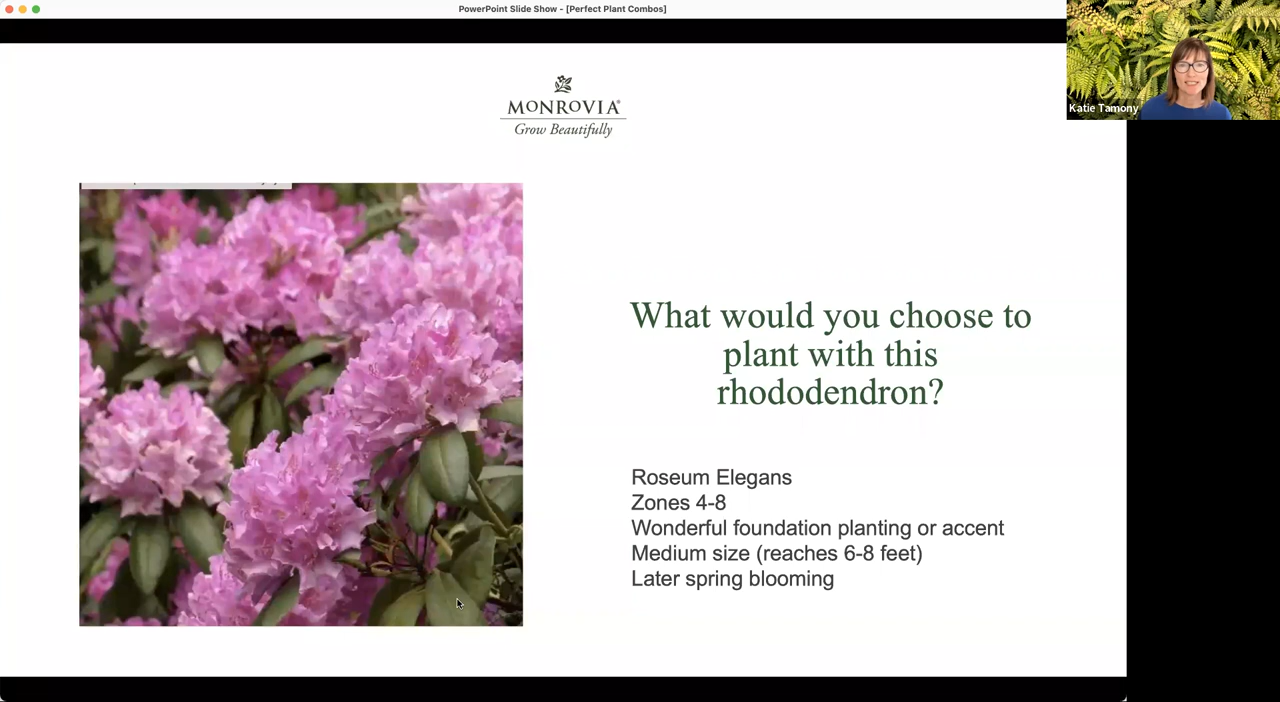 PowerPoint Slide Show - [Perfect Plant Combos]
Katie Tamony
MONROVIA®
Grow Beautifully
What would you choose to
plant with this
rhododendron?
Roseum Elegans
Zones 4-8
Wonderful foundation planting or accent
Medium size (reaches 6-8 feet)
Later spring blooming